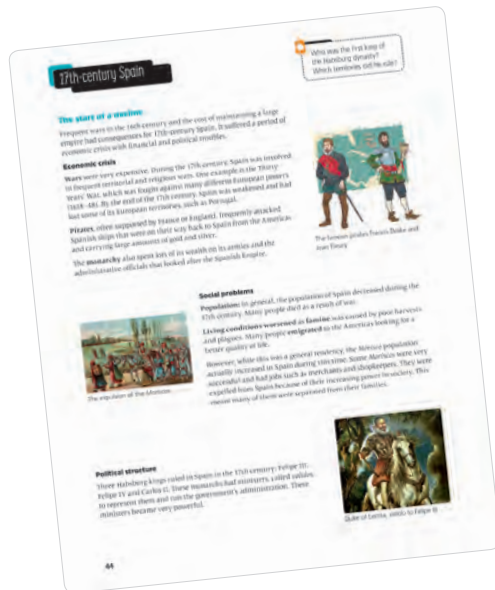 17th-century Spain
Who was the first king of
the Habsburg dynasty?
Which territories did he rule?
The start of a decline
Frequent wars in the 16th century and the cost of maintaining a large
empire had consequences for 17th-century Spain. It suffered a period of
economic crisis with financial and political troubles.
Economic crisis
Wars were very expensive. During the 17th century, Spain was involved
in frequent territorial and religious wars. One example is the Thirty
Years' War, which was fought against many different European powers
(1618–48). By the end of the 17th century, Spain was weakened and had
lost some of its European territories, such as Portugal.
Pirates, often supported by France or England, frequently attacked
Spanish ships that were on their way back to Spain from the Americas
and carrying large amounts of gold and silver.
The monarchy also spent lots of its wealth on its armies and the
administrative officials that looked after the Spanish Empire.
The famous pirates Francis Drake and
Jean Fleury
Social problems
Population: in general, the population of Spain decreased during the
17th century. Many people died as a result of war.
Living conditions worsened as famine was caused by poor harvests
and plagues. Many people emigrated to the Americas looking for a
better quality of life.
However, while this was a general tendency, the Morisco population
actually increased in Spain during this time. Some Moriscos were very
successful and had jobs such as merchants and shopkeepers. They were
expelled from Spain because of their increasing power in society. This
meant many of them were separated from their families.
The expulsion of the Moriscos
Political structure
Three Habsburg kings ruled in Spain in the 17th century: Felipe III,
Felipe IV and Carlos II. These monarchs had ministers, called validos,
to represent them and run the government's administration. These
ministers became very powerful.
Duke of Lerma, valido to Felipe III
44